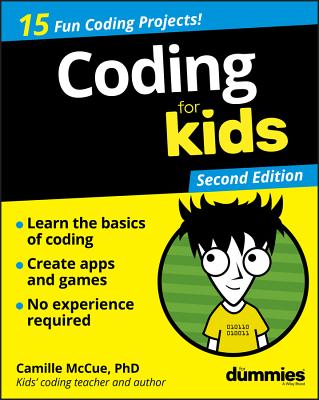 15 Fun Coding Projects!
Coding
for
kids
Second Edition
• Learn the basics
of coding
• Create apps
and games
• No experience
required
010110
010011
Camille McCue, PhD
Kids' coding teacher and author
for
dummies
A Wiley Brand